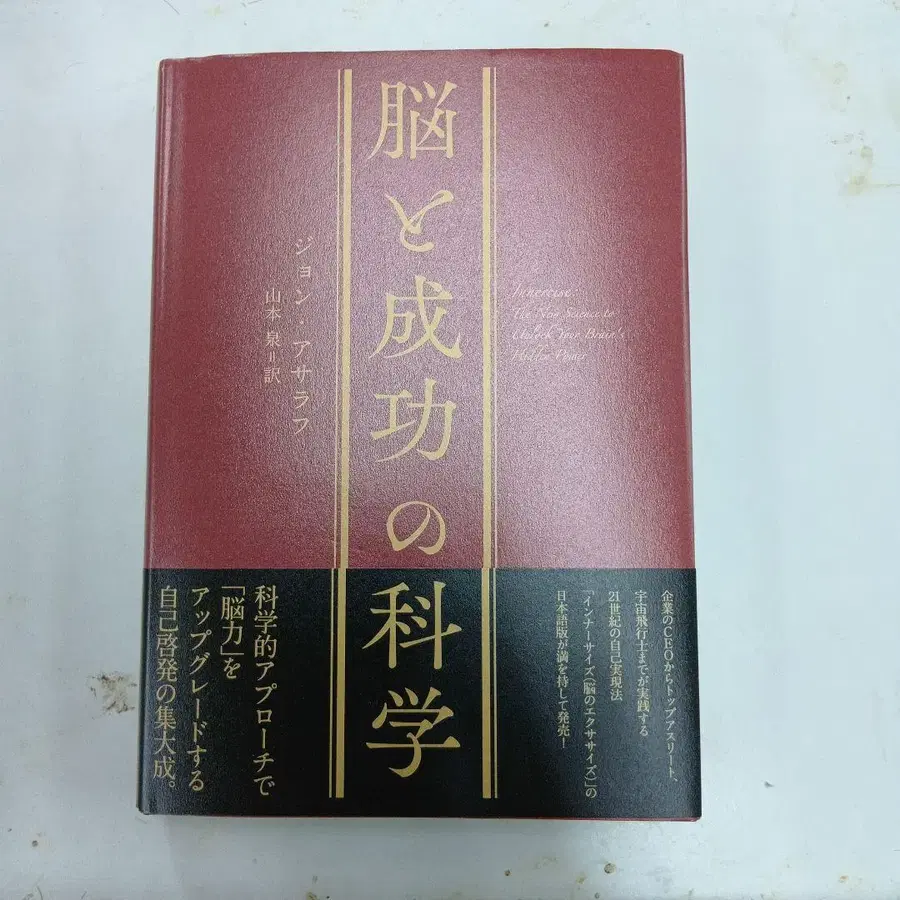 脳と成功の科学
ジョン・アサラフ
山本 泉=訳
Innercise:
The New Science to
Unlock Your Brain's
Hidden Power
企業のCEOからトップアスリート、
宇宙飛行士までが実践する
21世紀の自己実現法
「インナーサイズ(脳のエクササイズ)」の
日本語版が満を持して発売!
科学的アプローチで
「脳力」を
アップグレードする
自己啓発の集大成。